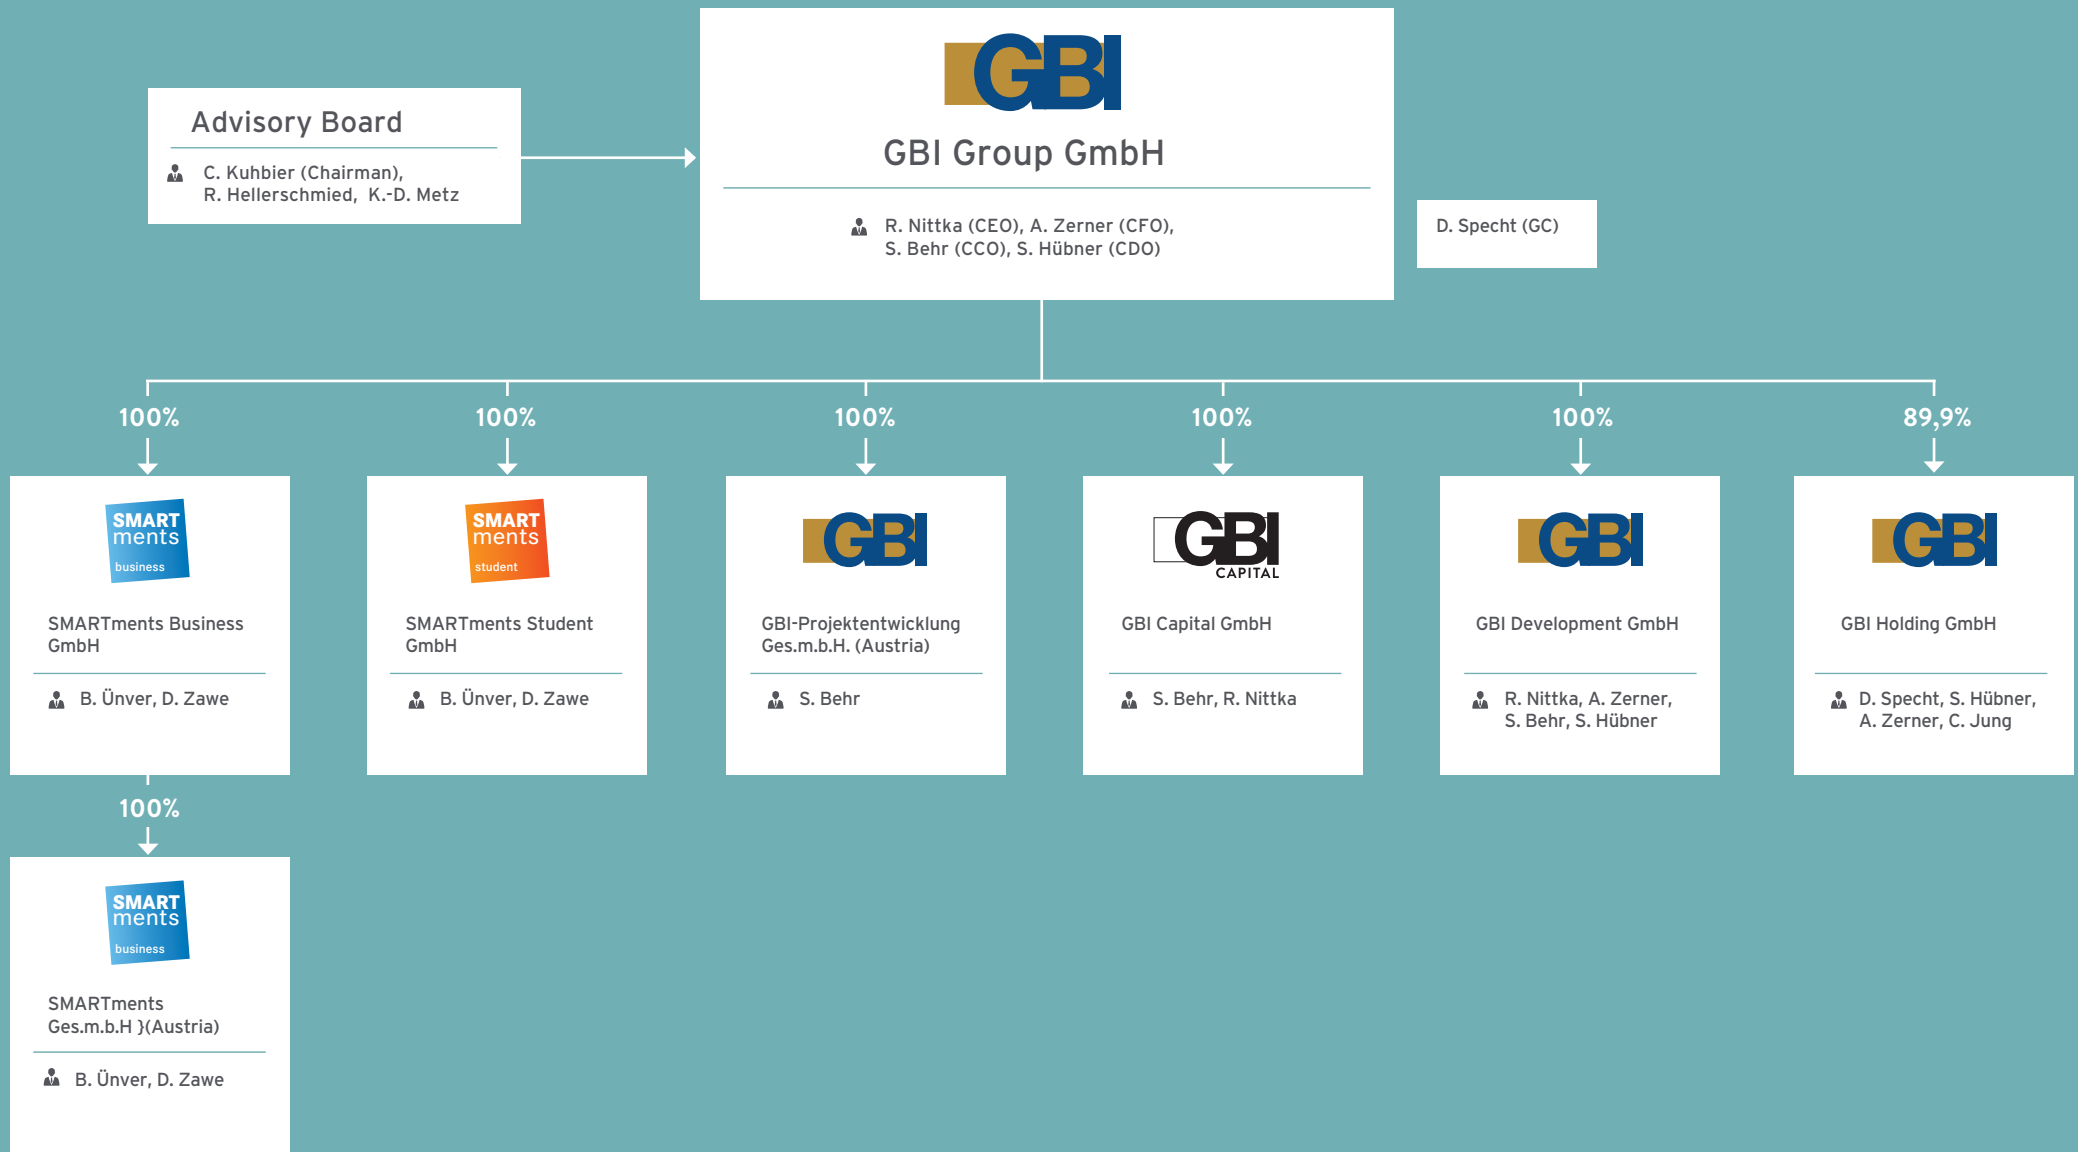 GBI
GBI Group GmbH
R. Nittka (CEO), A. Zerner (CFO),
S. Behr (CCO), S. Hübner (CDO)
Advisory Board
C. Kuhbier (Chairman),
R. Hellerschmied, K.-D. Metz
D. Specht (GC)
100%
100%
100%
100%
100%
89,9%
SMART
ments
business
SMARTments Business
GmbH
B. Ünver, D. Zawe
SMART
ments
student
SMARTments Student
GmbH
B. Ünver, D. Zawe
GBI
GBI-Projektentwicklung
Ges.m.b.H. (Austria)
S. Behr
GBI
CAPITAL
GBI Capital GmbH
S. Behr, R. Nittka
GBI
GBI Development GmbH
R. Nittka, A. Zerner,
S. Behr, S. Hübner
GBI
GBI Holding GmbH
D. Specht, S. Hübner,
A. Zerner, C. Jung
100%
SMART
ments
business
SMARTments
Ges.m.b.H }(Austria)
B. Ünver, D. Zawe